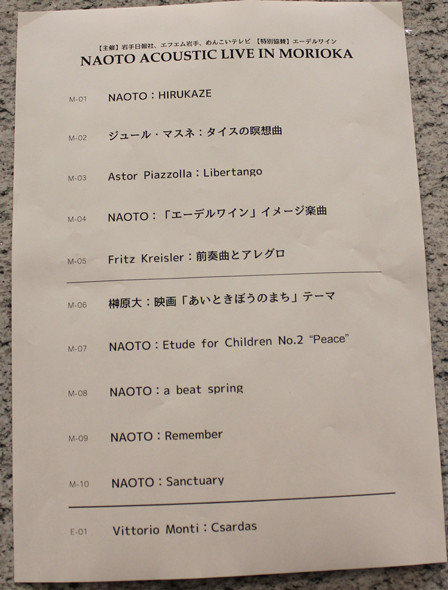 【主催】岩手日報社、エフエム岩手、めんこいテレビ 【特別協賛】エーデルワイン
NAOTO ACOUSTIC LIVE IN MORIOKA
M-01 NAOTO：HIRUKAZE
M-02 ジュール・マスネ：タイスの瞑想曲
M-03 Astor Piazzolla：Libertango
M-04 NAOTO：「エーデルワイン」イメージ楽曲
M-05 Fritz Kreisler：前奏曲とアレグロ
M-06 榊原大：映画「あいときぼうのまち」テーマ
M-07 NAOTO：Etude for Children No.2 “Peace”
M-08 NAOTO：a beat spring
M-09 NAOTO：Remember
M-10 NAOTO：Sanctuary
E-01 Vittorio Monti：Csardas